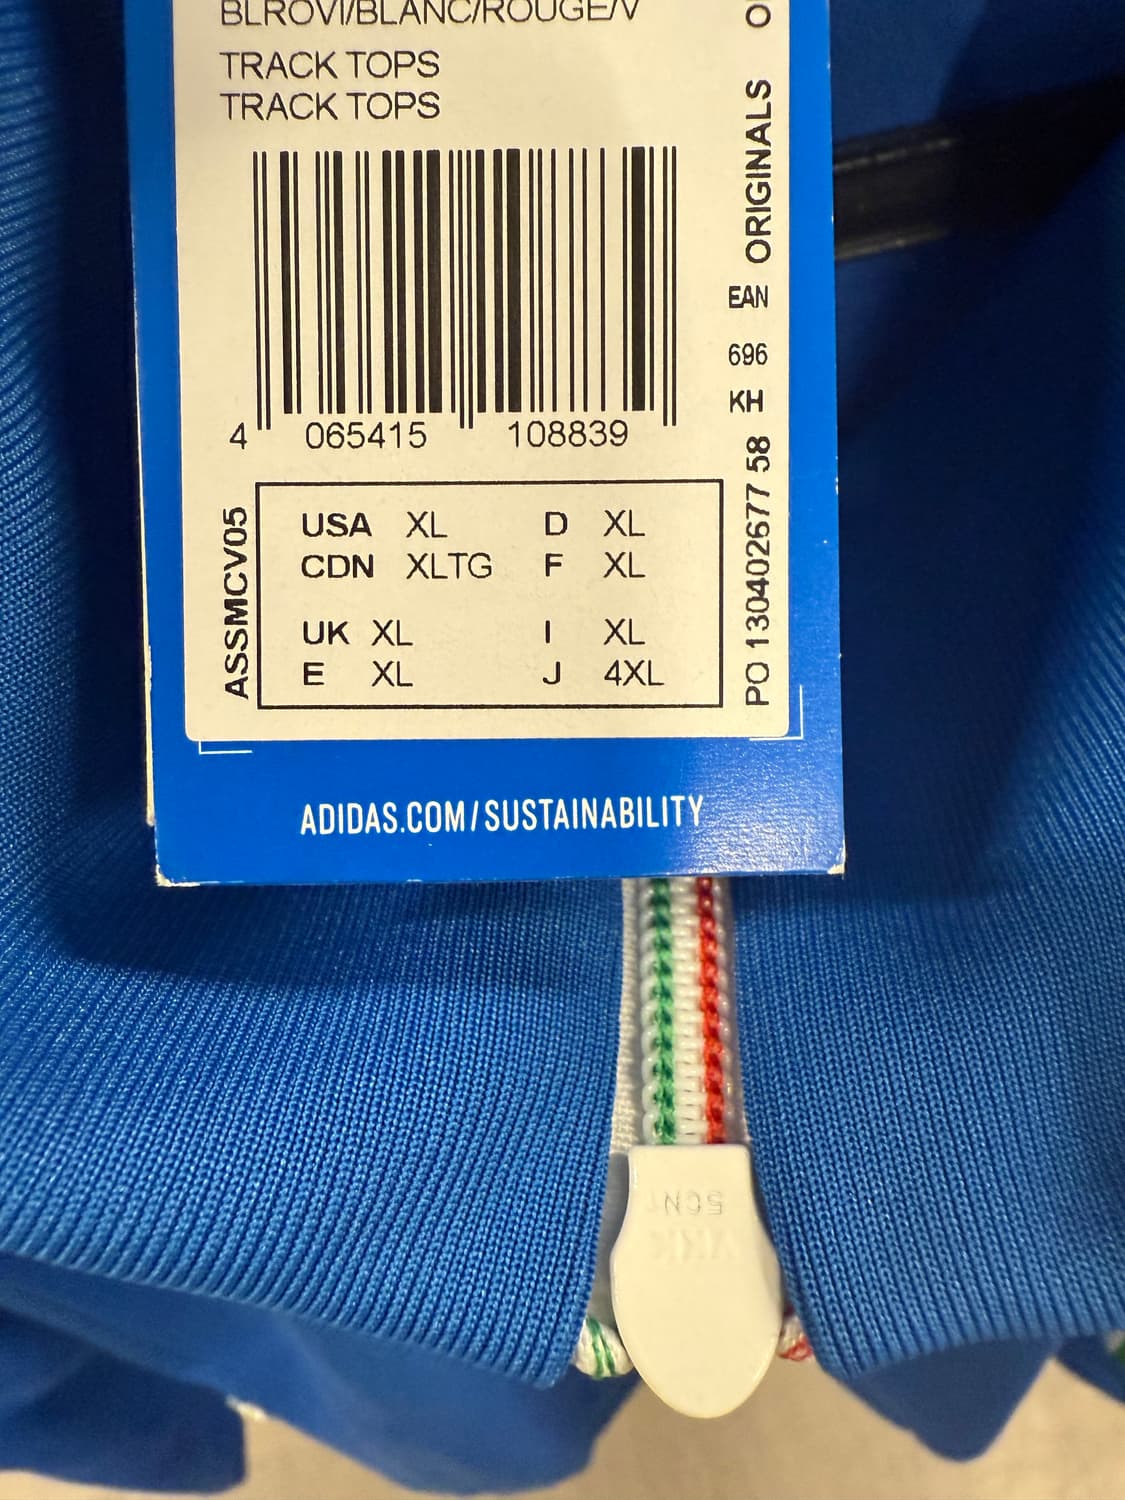 BLROVI/BLANC/ROUGE/V
TRACK TOPS
TRACK TOPS
4 065415 108839
ASSMCV05
USA XL D XL
CDN XLTG F XL
UK XL I XL
E XL J 4XL
ORIGINALS
EAN
696
KH
PO 130402677 58
ADIDAS.COM/SUSTAINABILITY